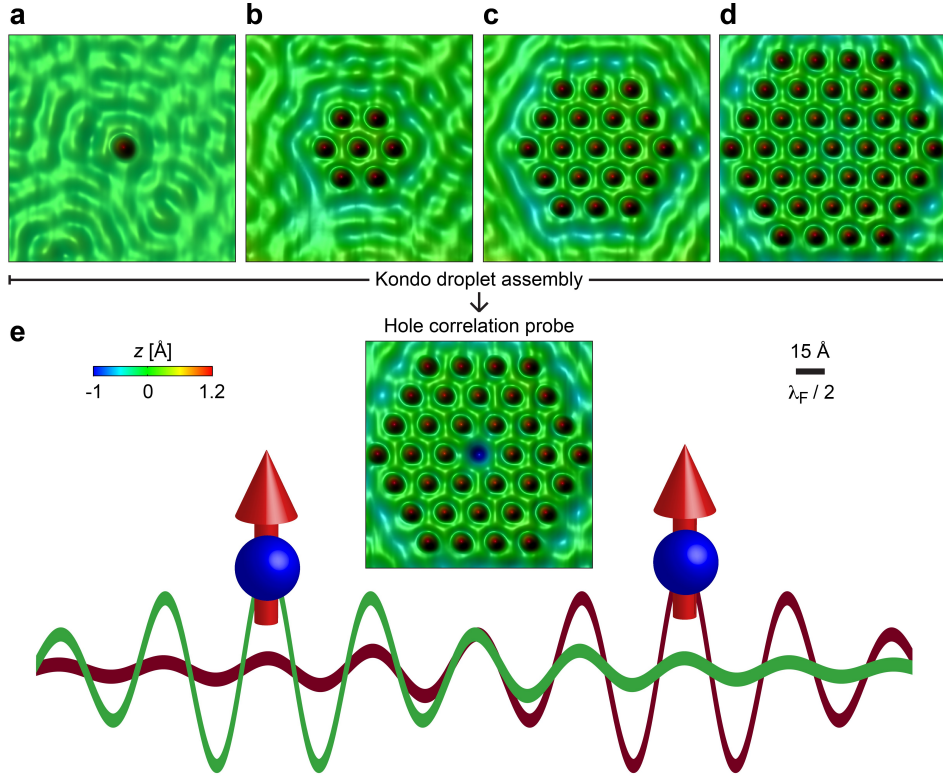 a
b
c
d
Kondo droplet assembly
Hole correlation probe
e
z [Å]
-1 0 1.2
15 Å
λF / 2